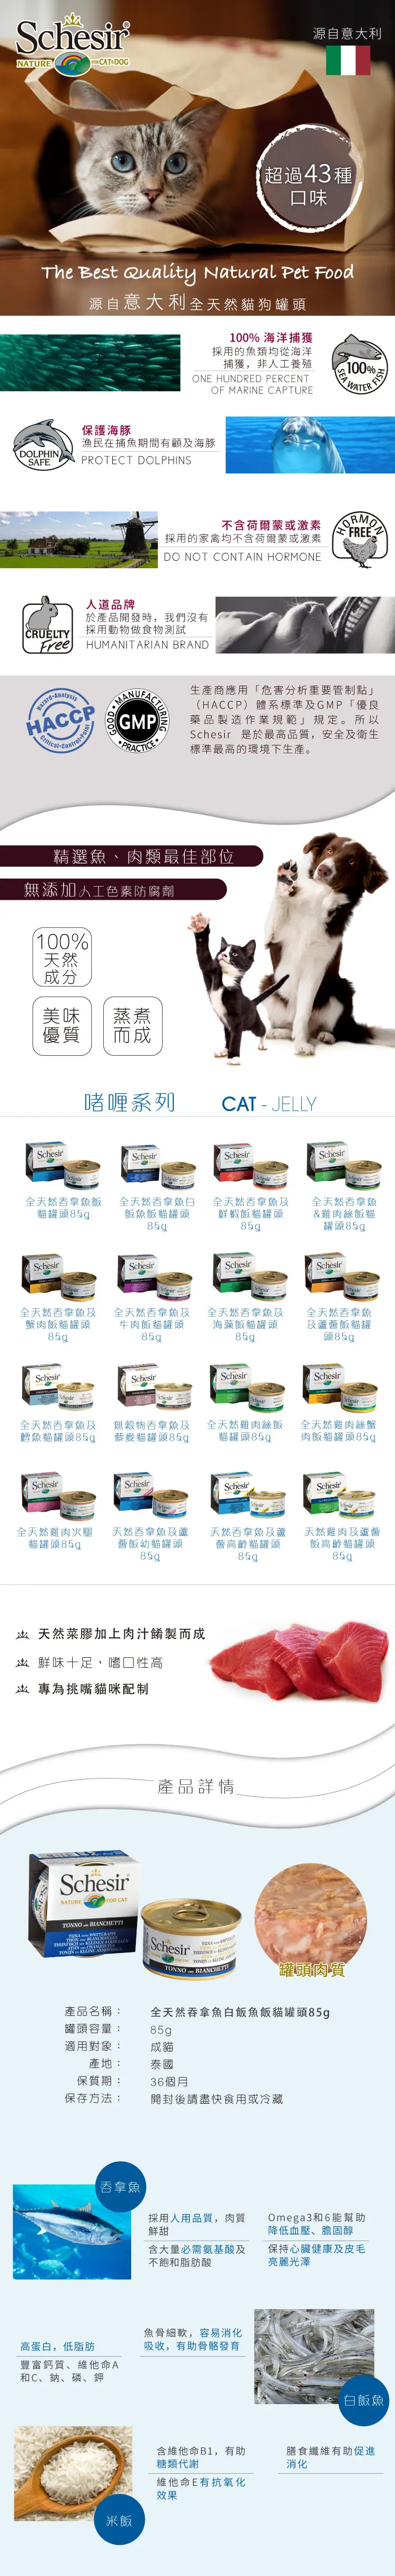 Schesir®
NATURE FOR CAT&DOG
源自意大利
超過43種
口味
The Best Quality Natural Pet Food
源自意大利全天然貓狗罐頭
100% 海洋捕獲
採用的魚類均從海洋
捕獲，非人工養殖
ONE HUNDRED PERCENT
OF MARINE CAPTURE
100%
SEA WATER FISH
DOLPHIN
SAFE
保護海豚
漁民在捕魚期間有顧及海豚
PROTECT DOLPHINS
不含荷爾蒙或激素
採用的家禽均不含荷爾蒙或激素
DO NOT CONTAIN HORMONE
HORMON
FREE
CRUELTY
Free
人道品牌
於產品開發時，我們沒有
採用動物做食物測試
HUMANITARIAN BRAND
Hazard-Analysis
HACCP
Critical-Control-Point
GOOD MANUFACTURING
GMP
PRACTICE
生產商應用「危害分析重要管制點」
（HACCP）體系標準及GMP「優良
藥品製造作業規範」規定。所以
Schesir 是於最高品質，安全及衛生
標準最高的環境下生產。
精選魚、肉類最佳部位
無添加人工色素防腐劑
100%
天然
成分
美味
優質
蒸煮
而成
啫喱系列 CAT - JELLY
全天然吞拿魚飯
貓罐頭85g
全天然吞拿魚白
飯魚飯貓罐頭
85g
全天然吞拿魚及
鮮蝦飯貓罐頭
85g
全天然吞拿魚
&雞肉絲飯貓
罐頭85g
全天然吞拿魚及
蟹肉飯貓罐頭
85g
全天然吞拿魚及
牛肉飯貓罐頭
85g
全天然吞拿魚及
海藻飯貓罐頭
85g
全天然吞拿魚
及蘆薈飯貓罐
頭85g
全天然吞拿魚及
鱈魚貓罐頭85g
無穀物吞拿魚及
藜麥貓罐頭85g
全天然雞肉絲飯
貓罐頭85g
全天然雞肉絲蟹
肉飯貓罐頭85g
全天然雞肉火腿
貓罐頭85g
天然吞拿魚及蘆
薈飯幼貓罐頭
85g
天然吞拿魚及蘆
薈高齡貓罐頭
85g
天然雞肉及蘆薈
飯高齡貓罐頭
85g
天然菜膠加上肉汁餚製而成
鮮味十足，嗜口性高
專為挑嘴貓咪配制
產品詳情
Schesir
NATURE FOR CAT
TONNO CON BIANCHETTI
Schesir
TONNO CON BIANCHETTI
罐頭肉質
產品名稱： 全天然吞拿魚白飯魚飯貓罐頭85g
罐頭容量： 85g
適用對象： 成貓
產地： 泰國
保質期： 36個月
保存方法： 開封後請盡快食用或冷藏
吞拿魚
採用人用品質，肉質
鮮甜
含大量必需氨基酸及
不飽和脂肪酸
Omega3和6能幫助
降低血壓、膽固醇
保持心臟健康及皮毛
亮麗光澤
高蛋白，低脂肪
豐富鈣質、維他命A
和C、鈉、磷、鉀
魚骨細軟，容易消化
吸收，有助骨骼發育
白飯魚
米飯
含維他命B1，有助
糖類代謝
維他命E有抗氧化
效果
膳食纖維有助促進
消化